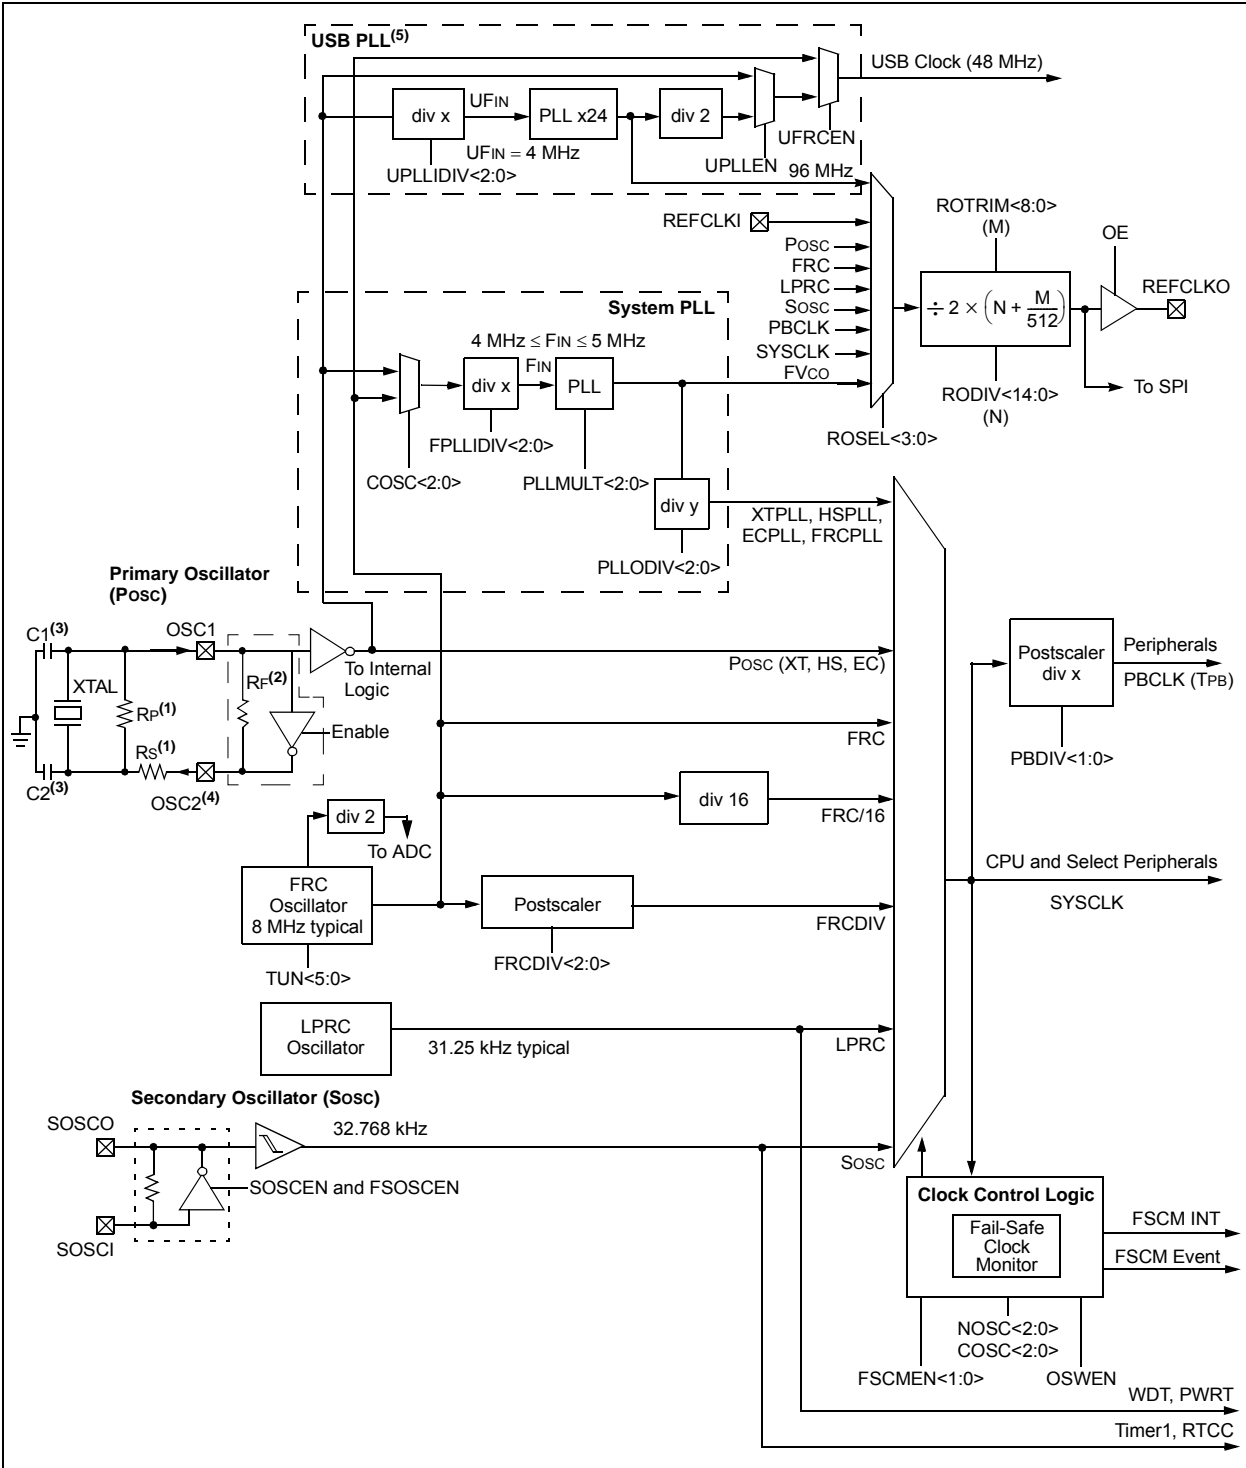 USB PLL(5)
USB Clock (48 MHz)
div x
UFIN
PLL x24
div 2
UFIN = 4 MHz
UFRCEN
UPLLIDIV<2:0>
UPLLEN
96 MHz
REFCLKI
POSC
FRC
LPRC
SOSC
PBCLK
SYSCLK
FVCO
ROTRIM<8:0>
(M)
OE
÷ 2 × (N + M/512)
REFCLKO
To SPI
RODIV<14:0>
(N)
ROSEL<3:0>
System PLL
4 MHz ≤ FIN ≤ 5 MHz
FIN
div x
PLL
FPLLIDIV<2:0>
COSC<2:0>
PLLMULT<2:0>
div y
XTPLL, HSPLL,
ECPLL, FRCPLL
PLLODIV<2:0>
Primary Oscillator
(POSC)
C1(3)
OSC1
XTAL
RP(1)
RF(2)
To Internal
Logic
Enable
RS(1)
C2(3)
OSC2(4)
POSC (XT, HS, EC)
Postscaler
div x
Peripherals
PBCLK (TPB)
PBDIV<1:0>
FRC
div 16
FRC/16
div 2
To ADC
FRC
Oscillator
8 MHz typical
TUN<5:0>
Postscaler
FRCDIV
FRCDIV<2:0>
CPU and Select Peripherals
SYSCLK
LPRC
Oscillator
31.25 kHz typical
LPRC
Secondary Oscillator (SOSC)
SOSCO
32.768 kHz
SOSC
SOSCEN and FSOSCEN
SOSCI
Clock Control Logic
Fail-Safe
Clock
Monitor
FSCM INT
FSCM Event
NOSC<2:0>
COSC<2:0>
FSCMEN<1:0>
OSWEN
WDT, PWRT
Timer1, RTCC